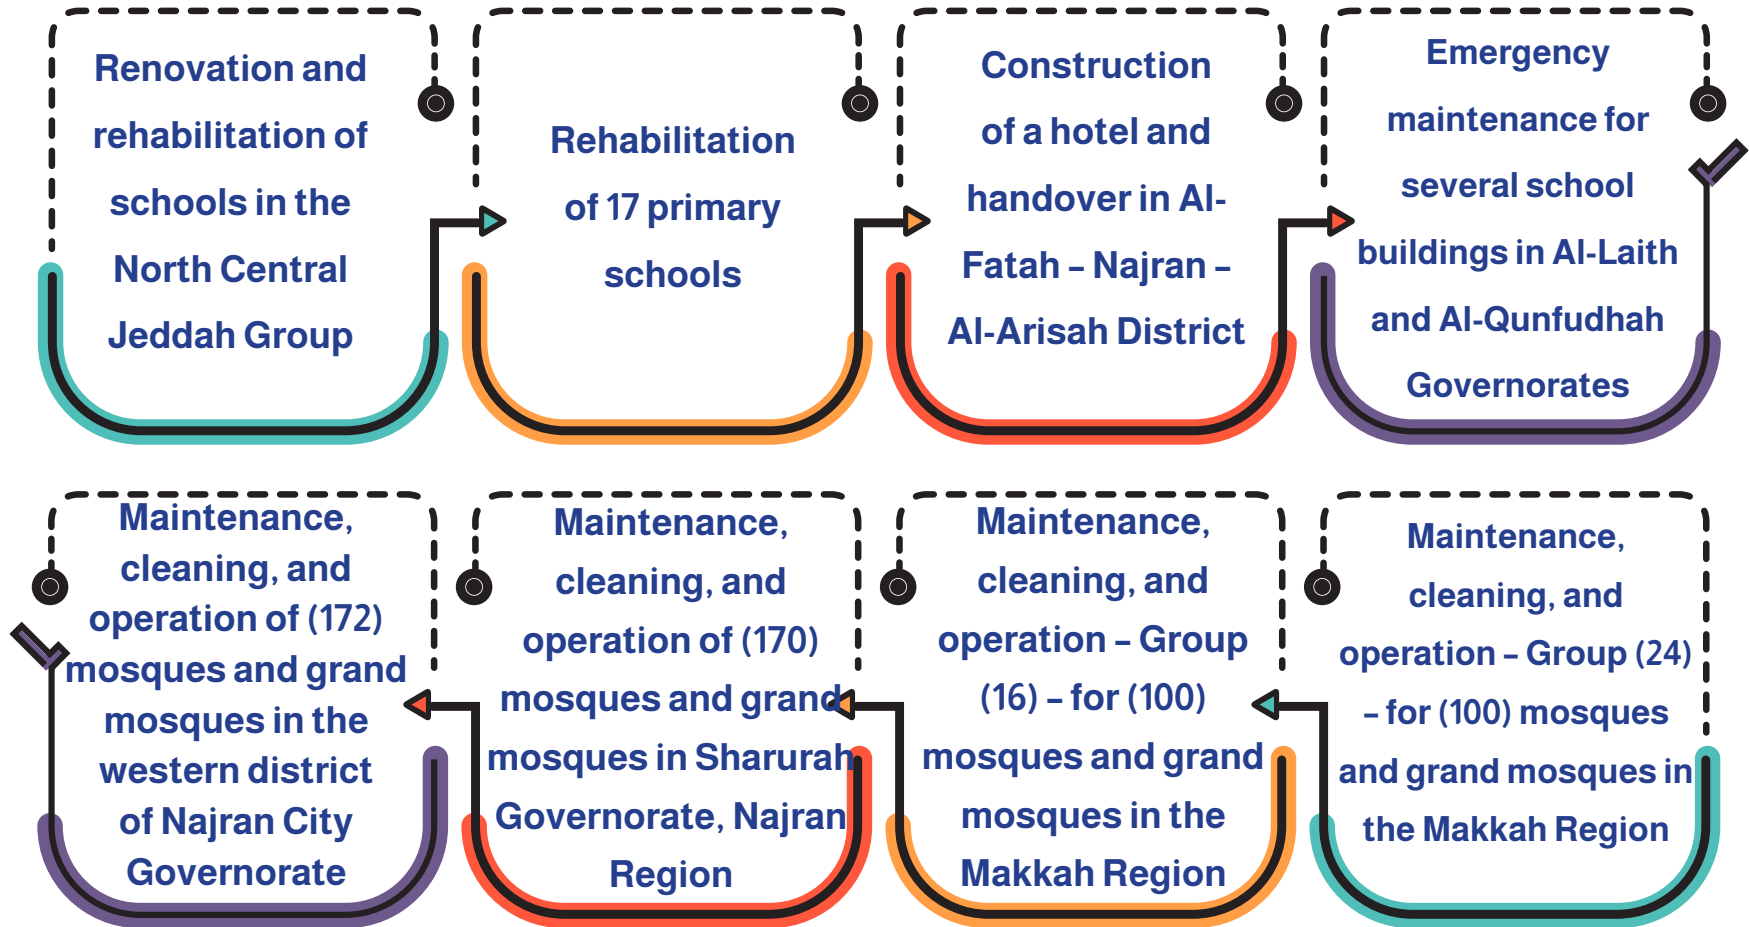 Renovation and
rehabilitation of
schools in the
North Central
Jeddah Group
Rehabilitation
of 17 primary
schools
Construction
of a hotel and
handover in Al-
Fatah – Najran –
Al-Arisah District
Emergency
maintenance for
several school
buildings in Al-Laith
and Al-Qunfudhah
Governorates
Maintenance,
cleaning, and
operation of (172)
mosques and grand
mosques in the
western district
of Najran City
Governorate
Maintenance,
cleaning, and
operation of (170)
mosques and grand
mosques in Sharurah
Governorate, Najran
Region
Maintenance,
cleaning, and
operation – Group
(16) – for (100)
mosques and grand
mosques in the
Makkah Region
Maintenance,
cleaning, and
operation – Group (24)
– for (100) mosques
and grand mosques in
the Makkah Region